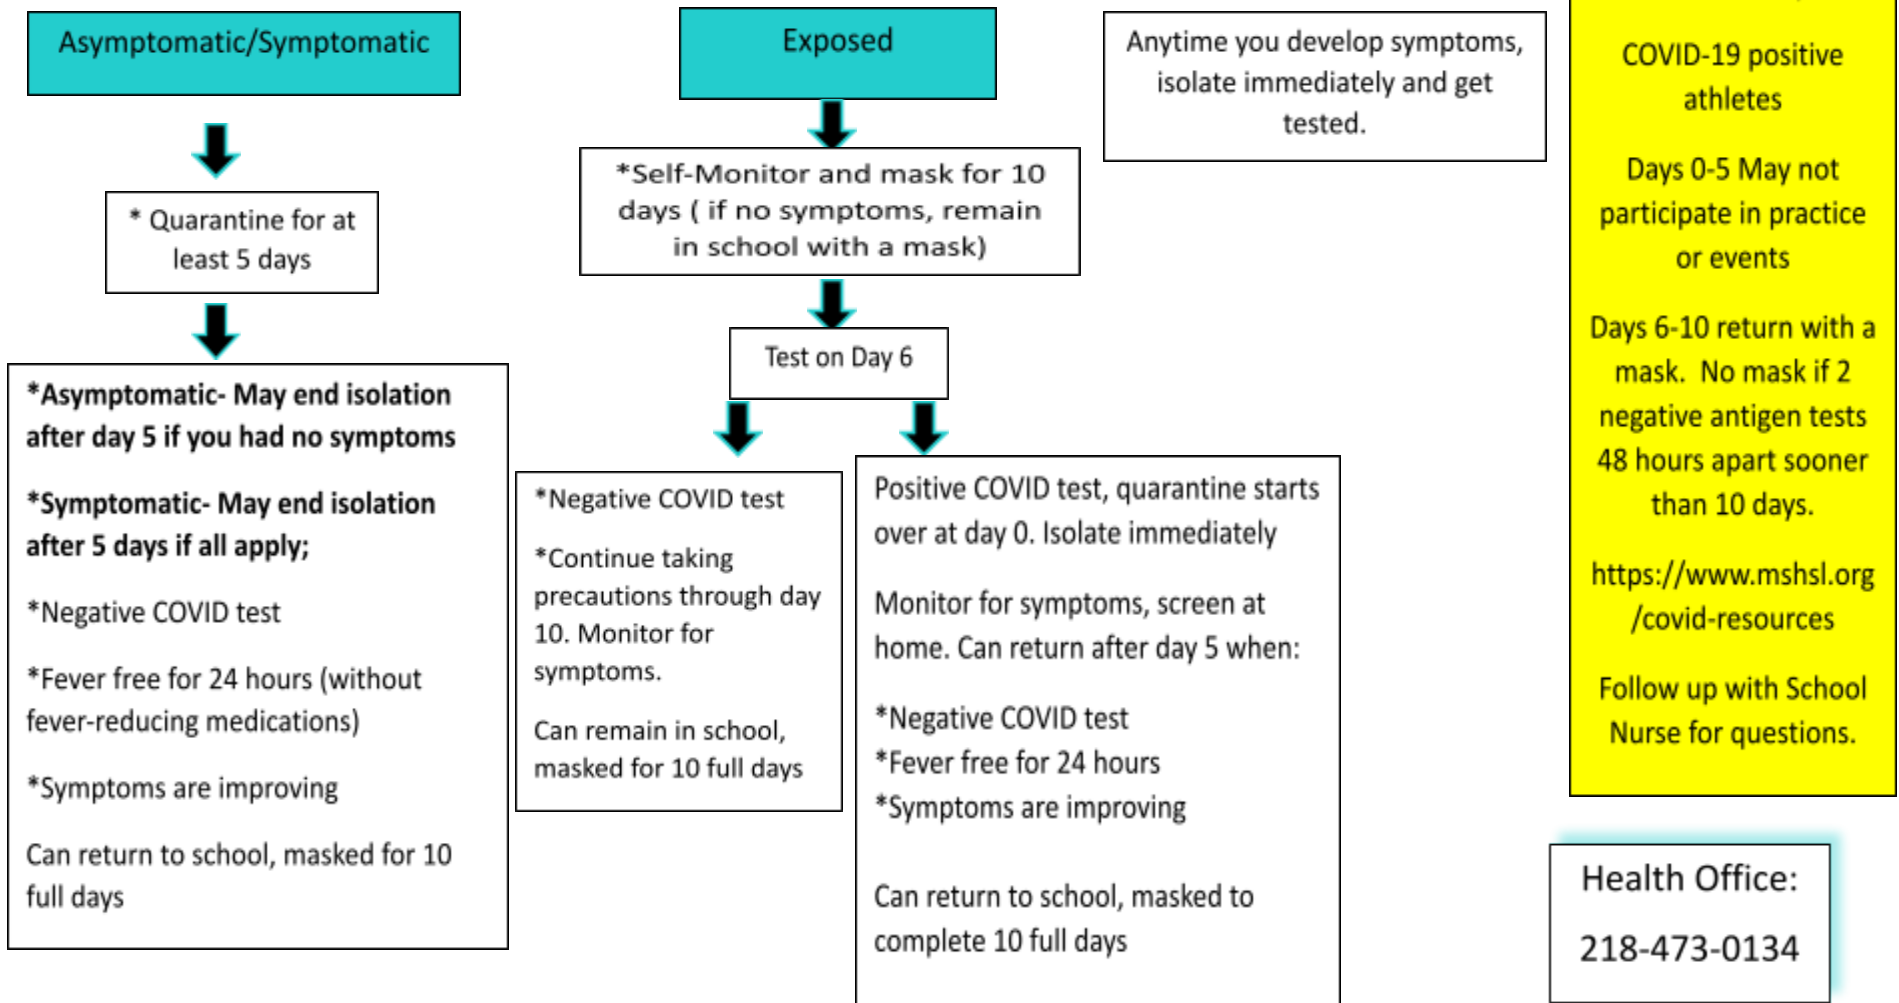 Asymptomatic/Symptomatic
* Quarantine for at
least 5 days
*Asymptomatic- May end isolation
after day 5 if you had no symptoms
*Symptomatic- May end isolation
after 5 days if all apply;
*Negative COVID test
*Fever free for 24 hours (without
fever-reducing medications)
*Symptoms are improving
Can return to school, masked for 10
full days
Exposed
*Self-Monitor and mask for 10
days ( if no symptoms, remain
in school with a mask)
Test on Day 6
*Negative COVID test
*Continue taking
precautions through day
10. Monitor for
symptoms.
Can remain in school,
masked for 10 full days
Positive COVID test, quarantine starts
over at day 0. Isolate immediately
Monitor for symptoms, screen at
home. Can return after day 5 when:
*Negative COVID test
*Fever free for 24 hours
*Symptoms are improving
Can return to school, masked to
complete 10 full days
Anytime you develop symptoms,
isolate immediately and get
tested.
COVID-19 positive
athletes
Days 0-5 May not
participate in practice
or events
Days 6-10 return with a
mask.  No mask if 2
negative antigen tests
48 hours apart sooner
than 10 days.
https://www.mshsl.org
/covid-resources
Follow up with School
Nurse for questions.
Health Office:
218-473-0134